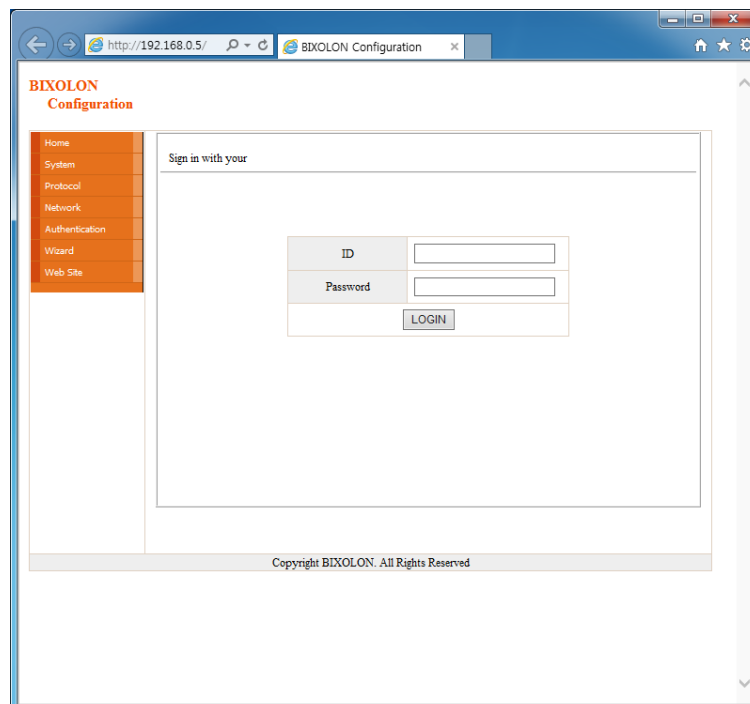 http://192.168.0.5/
BIXOLON Configuration
BIXOLON
Configuration
Home
System
Protocol
Network
Authentication
Wizard
Web Site
Sign in with your
ID
Password
LOGIN
Copyright BIXOLON. All Rights Reserved